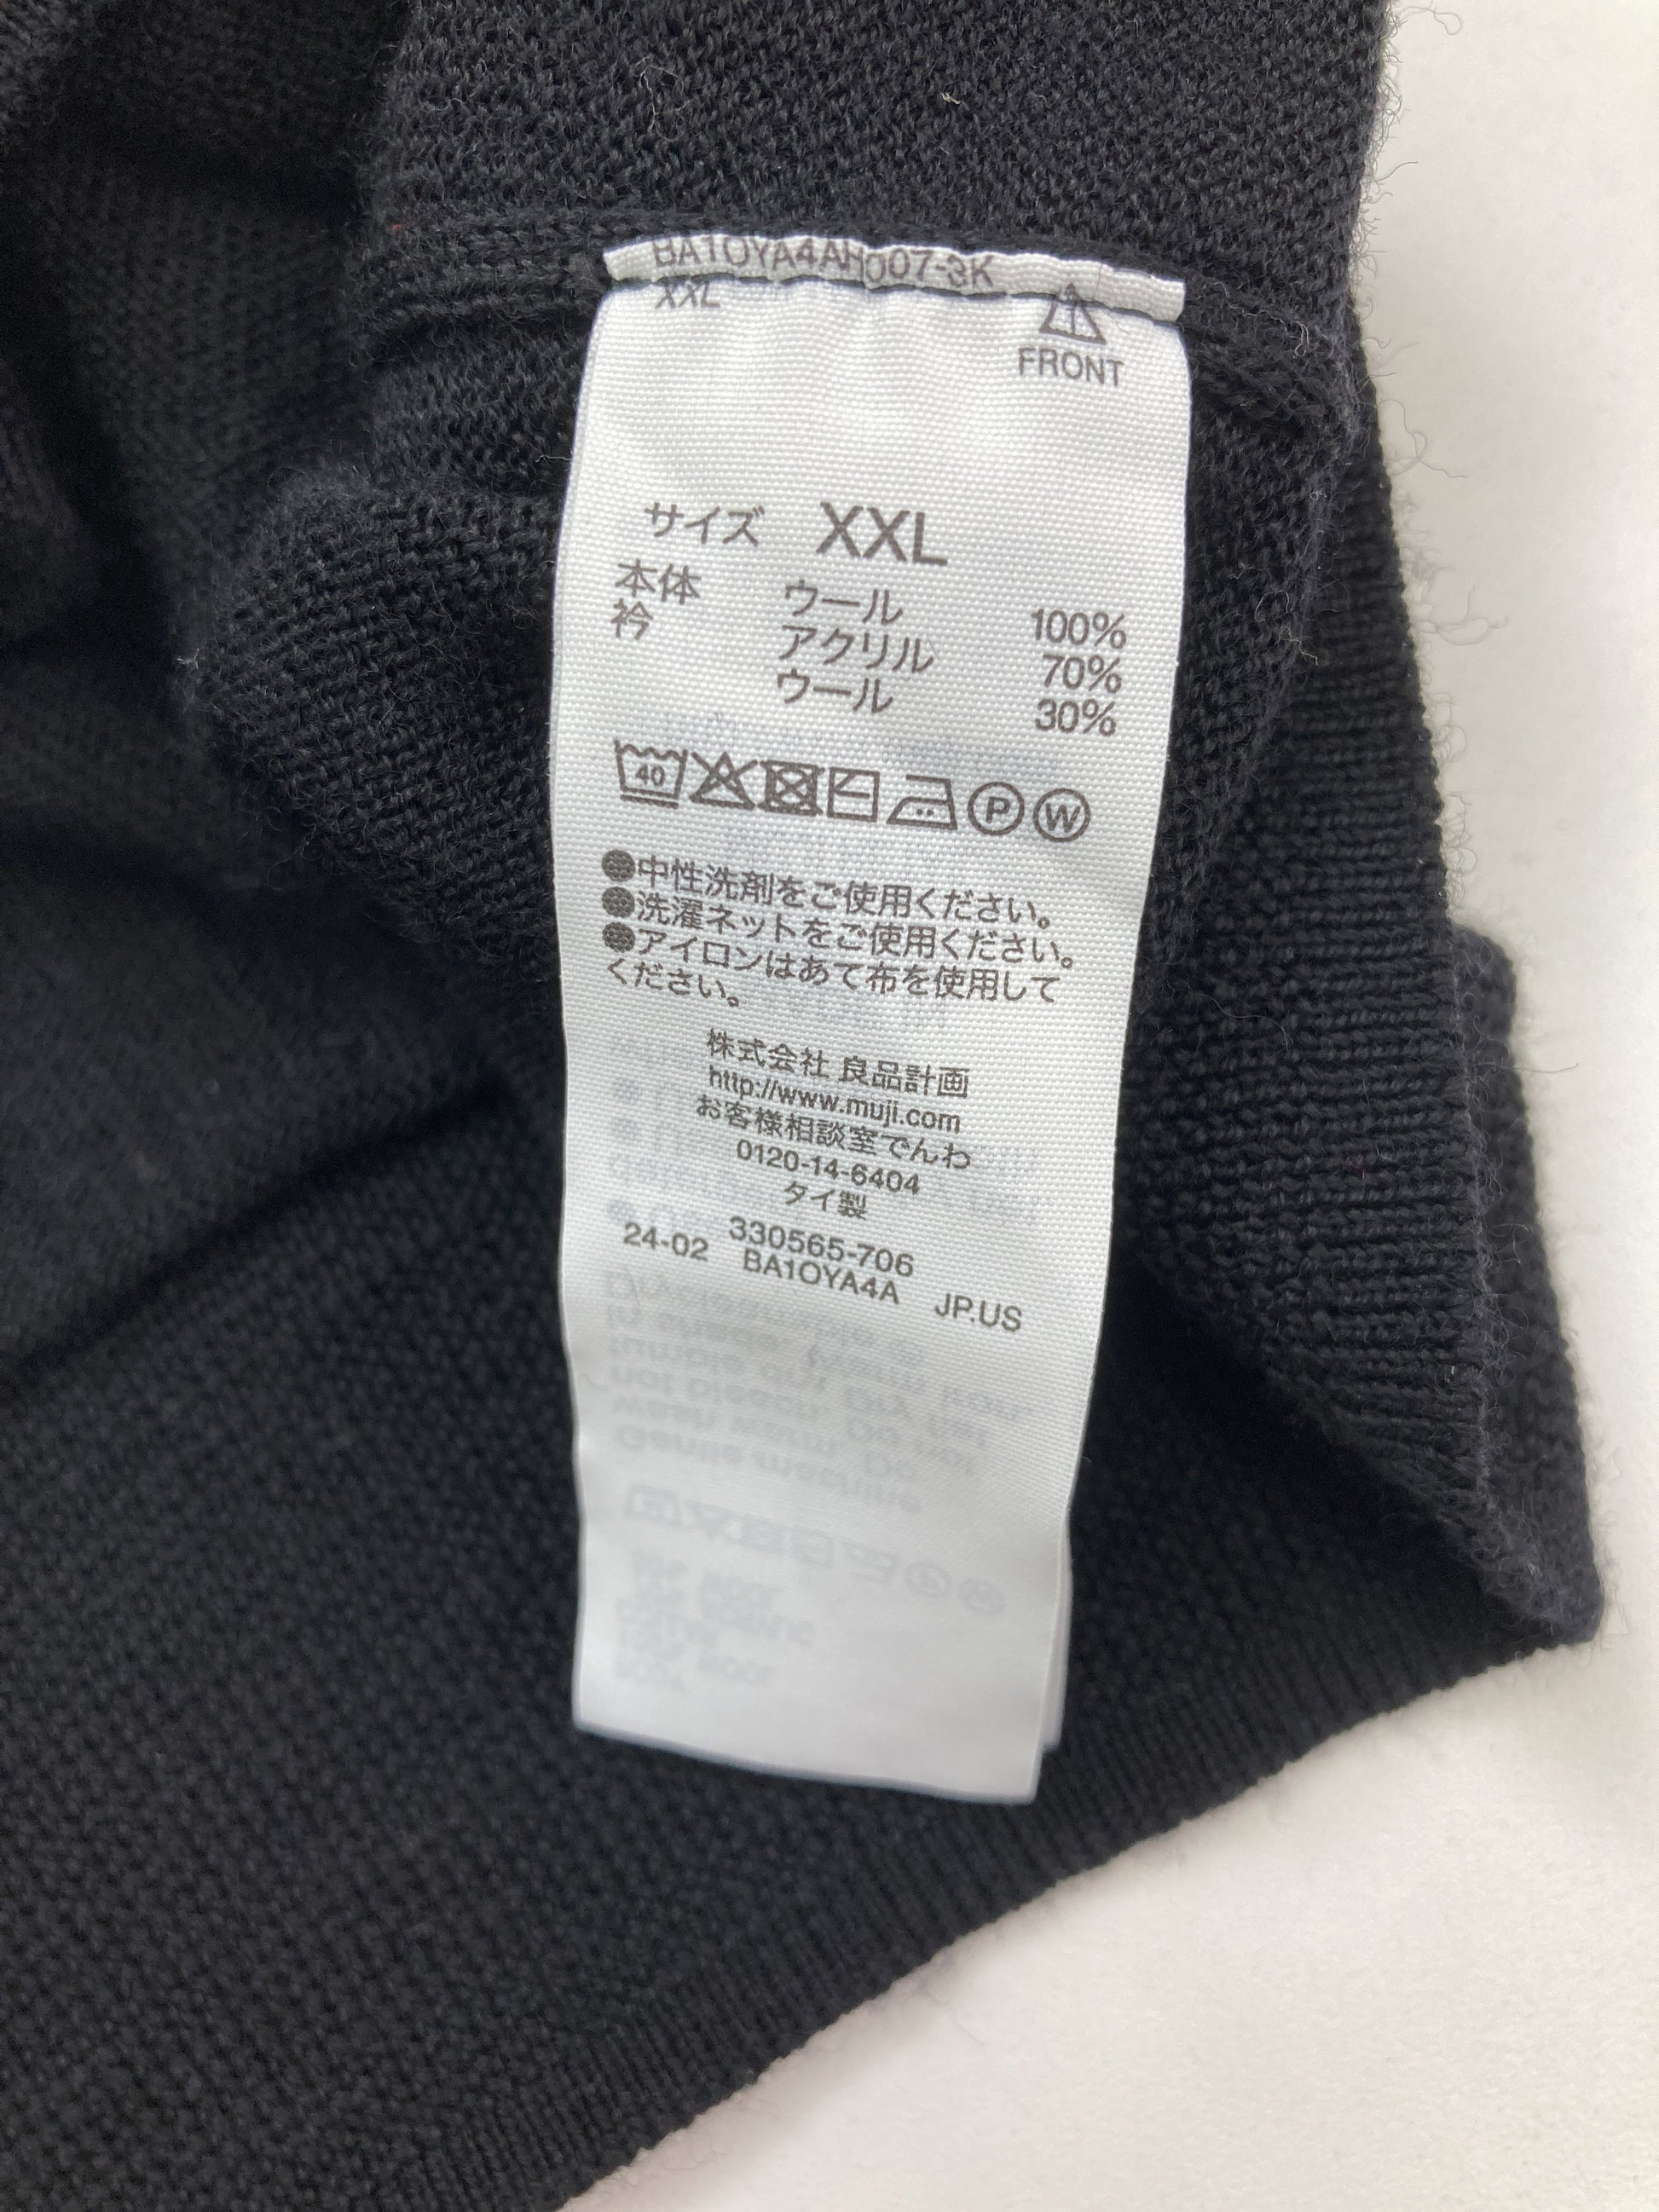 BA1OYA4AH007-3K
XXL
FRONT
サイズ XXL
本体 ウール 100%
衿 アクリル 70%
ウール 30%
40
P W
●中性洗剤をご使用ください。
●洗濯ネットをご使用ください。
●アイロンはあて布を使用して
ください。
株式会社 良品計画
http://www.muji.com
お客様相談室でんわ
0120-14-6404
タイ製
330565-706
24-02 BA1OYA4A JP.US